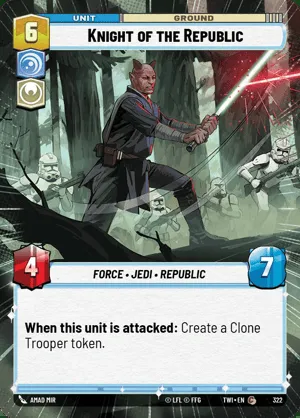 UNIT
GROUND
6
KNIGHT OF THE REPUBLIC
4
7
FORCE • JEDI • REPUBLIC
When this unit is attacked: Create a Clone
Trooper token.
AMAD MIR
© LFL © FFG
TWI • EN
C
322